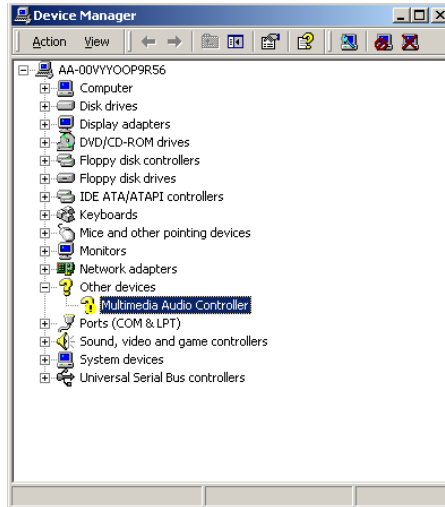 Device Manager
Action View
AA-00VYYOOP9R56
Computer
Disk drives
Display adapters
DVD/CD-ROM drives
Floppy disk controllers
Floppy disk drives
IDE ATA/ATAPI controllers
Keyboards
Mice and other pointing devices
Monitors
Network adapters
Other devices
Multimedia Audio Controller
Ports (COM & LPT)
Sound, video and game controllers
System devices
Universal Serial Bus controllers